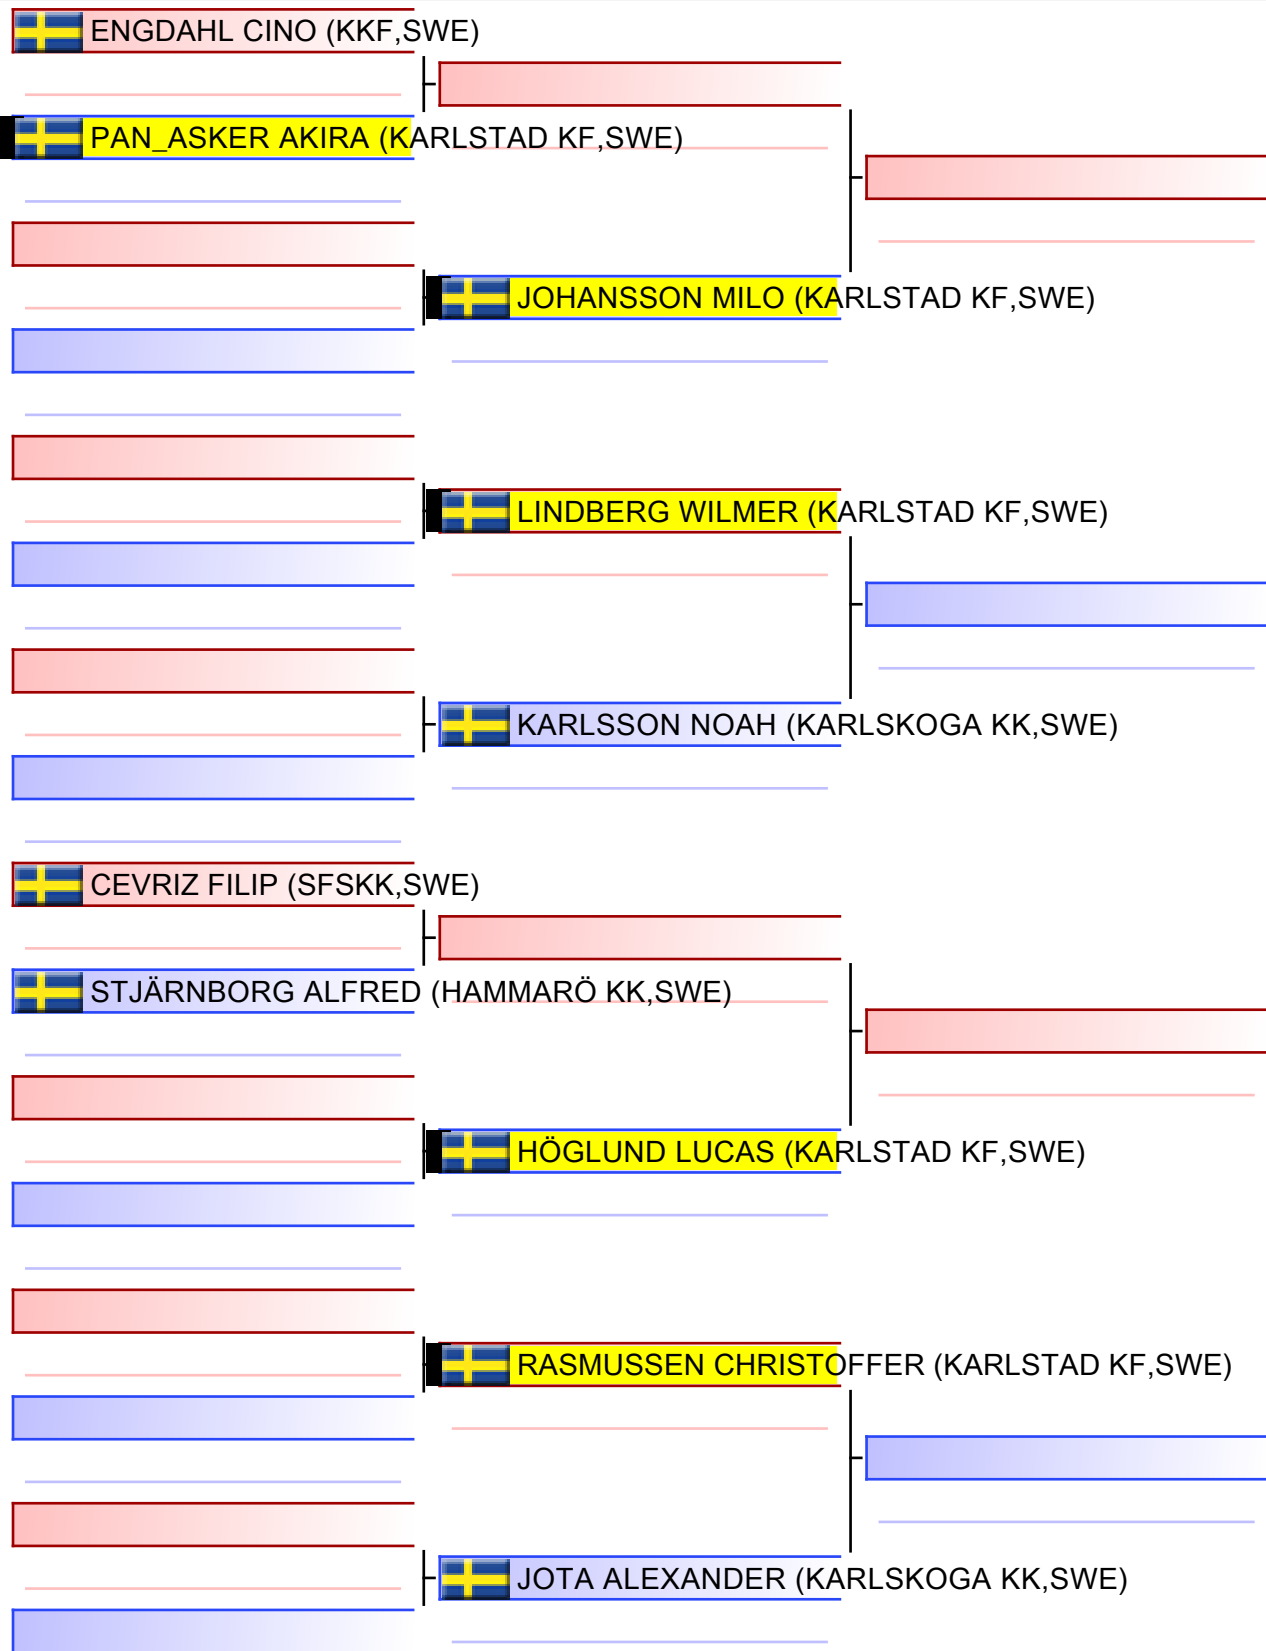 ENGDAHL CINO (KKF,SWE)
PAN_ASKER AKIRA (KARLSTAD KF,SWE)
JOHANSSON MILO (KARLSTAD KF,SWE)
LINDBERG WILMER (KARLSTAD KF,SWE)
KARLSSON NOAH (KARLSKOGA KK,SWE)
CEVRIZ FILIP (SFSKK,SWE)
STJÄRNBORG ALFRED (HAMMARÖ KK,SWE)
HÖGLUND LUCAS (KARLSTAD KF,SWE)
RASMUSSEN CHRISTOFFER (KARLSTAD KF,SWE)
JOTA ALEXANDER (KARLSKOGA KK,SWE)